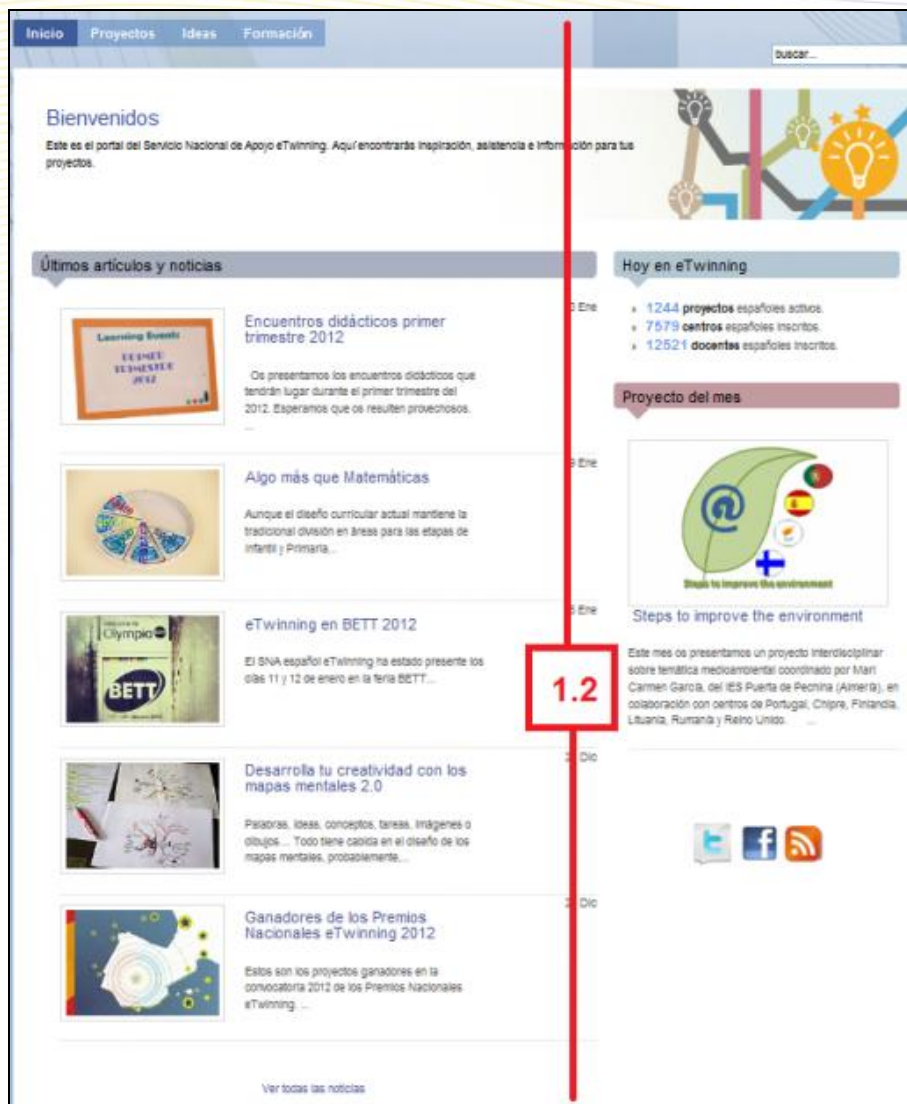 Inicio Proyectos Ideas Formación
buscar...
Bienvenidos
Este es el portal del Servicio Nacional de Apoyo eTwinning. Aquí encontrarás inspiración, asistencia e información para tus
proyectos.
Últimos artículos y noticias
Ene
Learning Events
PRIMER
TRIMESTRE
2012
Encuentros didácticos primer
trimestre 2012
Os presentamos los encuentros didácticos que
tendrán lugar durante el primer trimestre del
2012. Esperamos que os resulten provechosos.
...
Ene
Algo más que Matemáticas
Aunque el diseño curricular actual mantiene la
tradicional división en áreas para las etapas de
Infantil y Primaria...
Ene
Olympia
BETT
eTwinning en BETT 2012
El SNA español eTwinning ha estado presente los
días 11 y 12 de enero en la feria BETT...
1.2
Dic
Desarrolla tu creatividad con los
mapas mentales 2.0
Palabras, ideas, conceptos, tareas, imágenes o
dibujos.... Todo tiene cabida en el diseño de los
mapas mentales, probablemente,...
Dic
Ganadores de los Premios
Nacionales eTwinning 2012
Estos son los proyectos ganadores en la
convocatoria 2012 de los Premios Nacionales
eTwinning. ...
Ver todas las noticias
Hoy en eTwinning
1244 proyectos españoles activos.
7579 centros españoles inscritos.
12521 docentes españoles inscritos.
Proyecto del mes
@
Steps to improve the environment
Steps to improve the environment
Este mes os presentamos un proyecto interdisciplinar
sobre temática medioambiental coordinado por Mari
Carmen García, del IES Puerta de Pechina (Almería), en
colaboración con centros de Portugal, Chipre, Finlandia,
Lituania, Rumanía y Reino Unido. ...